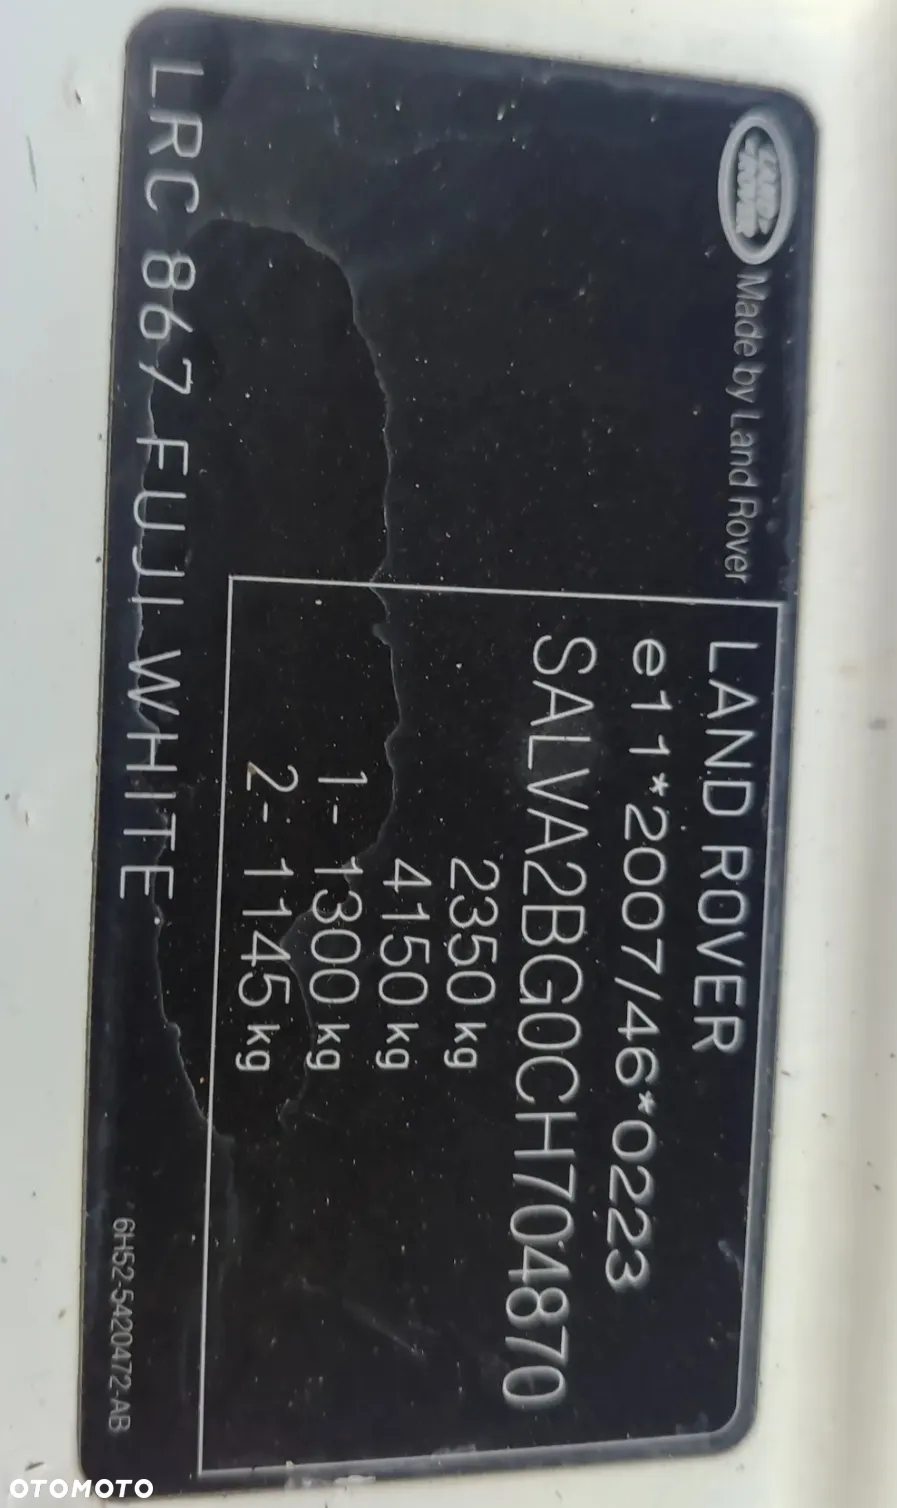 LAND ROVER
Made by Land Rover
LAND ROVER
e11*2007/46*0223
SALVA2BG0CH704870
2350 kg
4150 kg
1- 1300 kg
2- 1145 kg
LRC 867 FUJI WHITE
6H52-5420472-AB
OTOMOTO